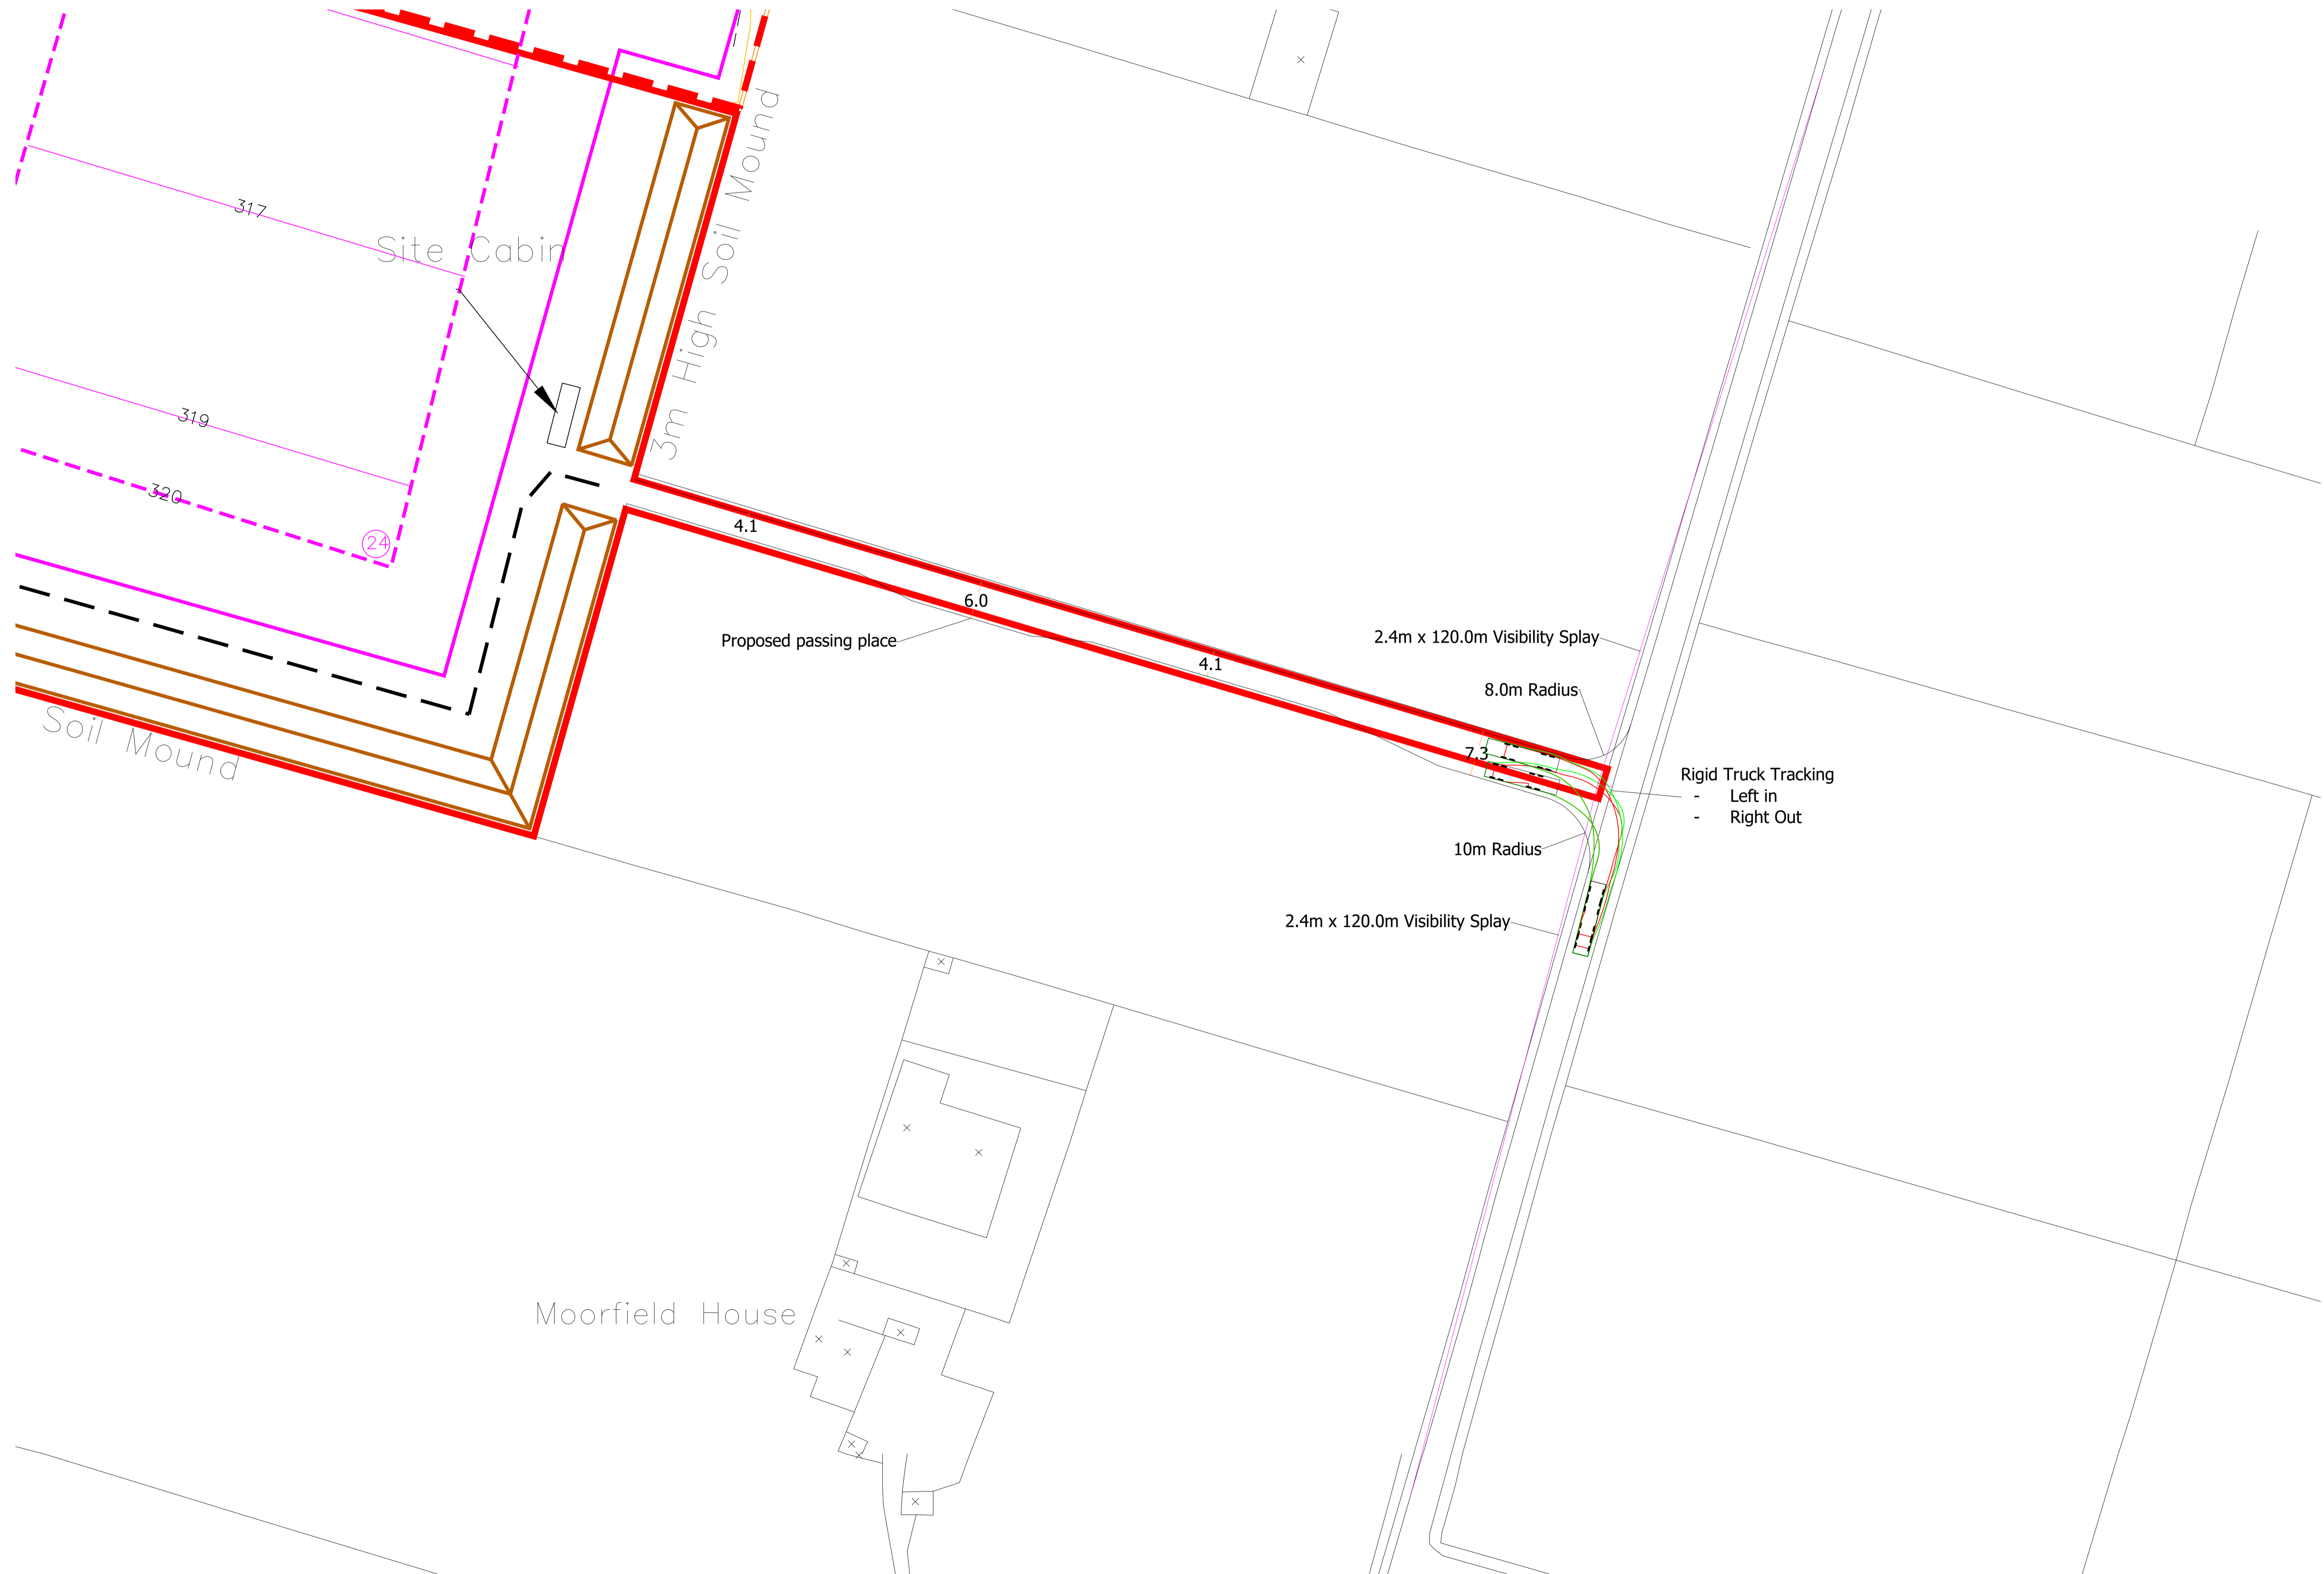 317
Site Cabin
3m High Soil Mound
319
320
24
4.1
6.0
Proposed passing place
4.1
2.4m x 120.0m Visibility Splay
8.0m Radius
7.3
Rigid Truck Tracking
- Left in
- Right Out
Soil Mound
10m Radius
2.4m x 120.0m Visibility Splay
Moorfield House